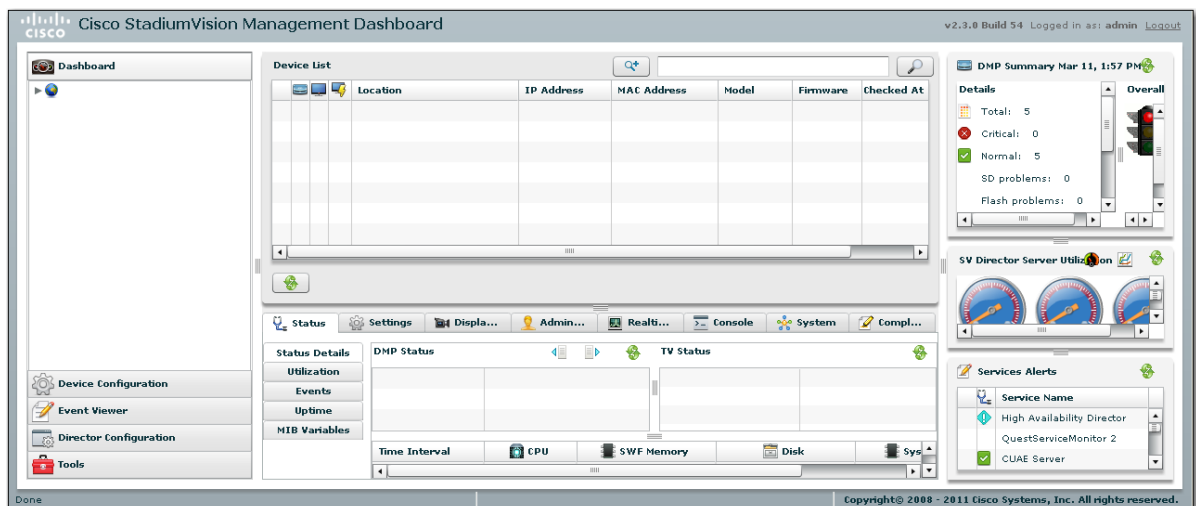 CISCO
Cisco StadiumVision Management Dashboard
v2.3.0 Build 54 Logged in as: admin Logout
Dashboard
Device Configuration
Event Viewer
Director Configuration
Tools
Device List
Location IP Address MAC Address Model Firmware Checked At
Status Settings Displa... Admin... Realti... Console System Compl...
Status Details
Utilization
Events
Uptime
MIB Variables
DMP Status TV Status
Time Interval CPU SWF Memory Disk Sys
DMP Summary Mar 11, 1:57 PM
Details Overall
Total: 5
Critical: 0
Normal: 5
SD problems: 0
Flash problems: 0
SV Director Server Utiliz on
Services Alerts
Service Name
High Availability Director
QuestServiceMonitor 2
CUAE Server
Done
Copyright© 2008 - 2011 Cisco Systems, Inc. All rights reserved.